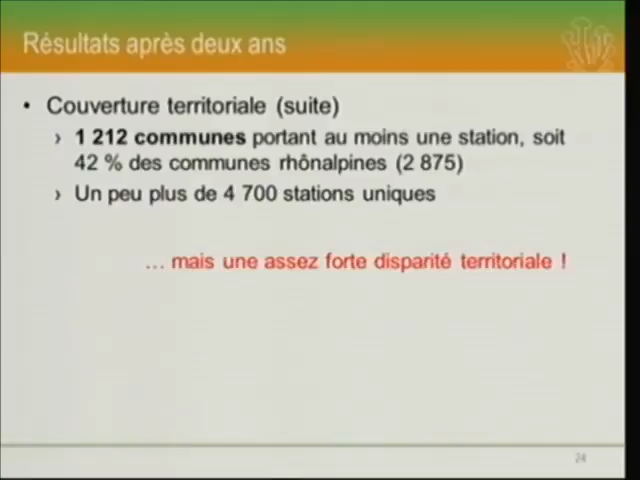 Résultats après deux ans
• Couverture territoriale (suite)
› 1 212 communes portant au moins une station, soit
42 % des communes rhônalpines (2 875)
› Un peu plus de 4 700 stations uniques
… mais une assez forte disparité territoriale !
24